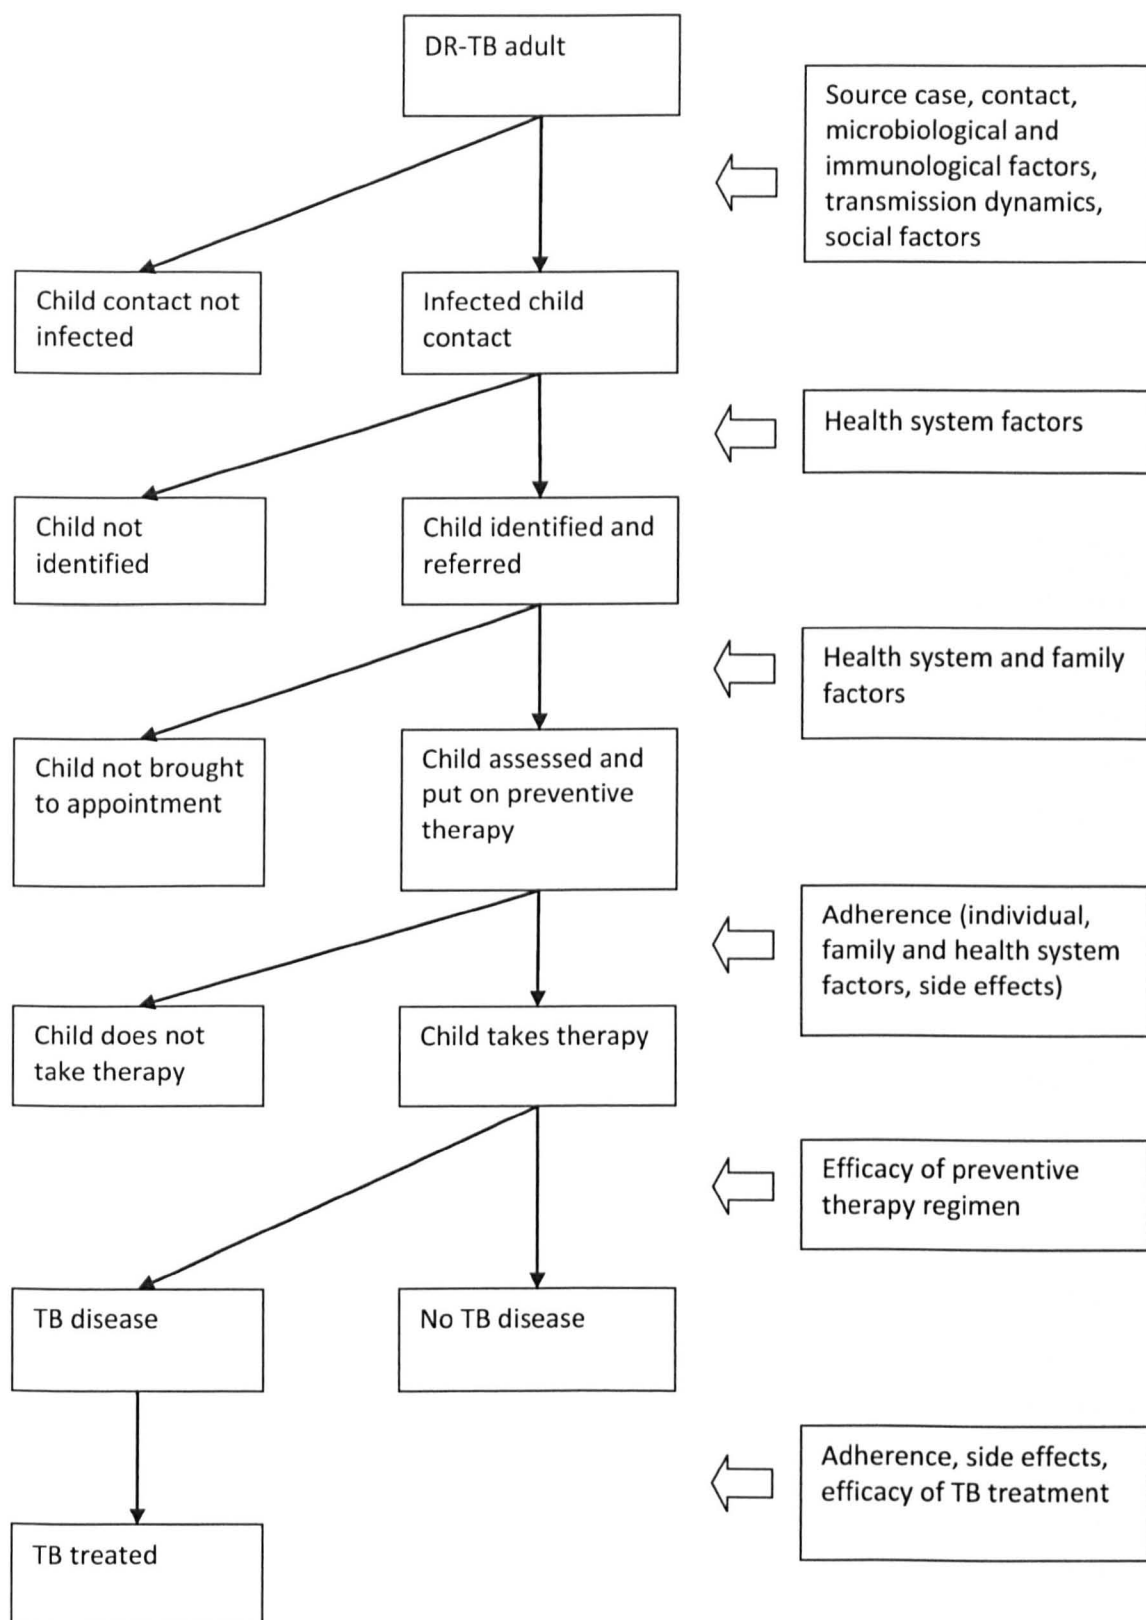 DR-TB adult
Source case, contact,
microbiological and
immunological factors,
transmission dynamics,
social factors
Child contact not
infected
Infected child
contact
Health system factors
Child not
identified
Child identified and
referred
Health system and family
factors
Child not brought
to appointment
Child assessed and
put on preventive
therapy
Adherence (individual,
family and health system
factors, side effects)
Child does not
take therapy
Child takes therapy
Efficacy of preventive
therapy regimen
TB disease
No TB disease
Adherence, side effects,
efficacy of TB treatment
TB treated